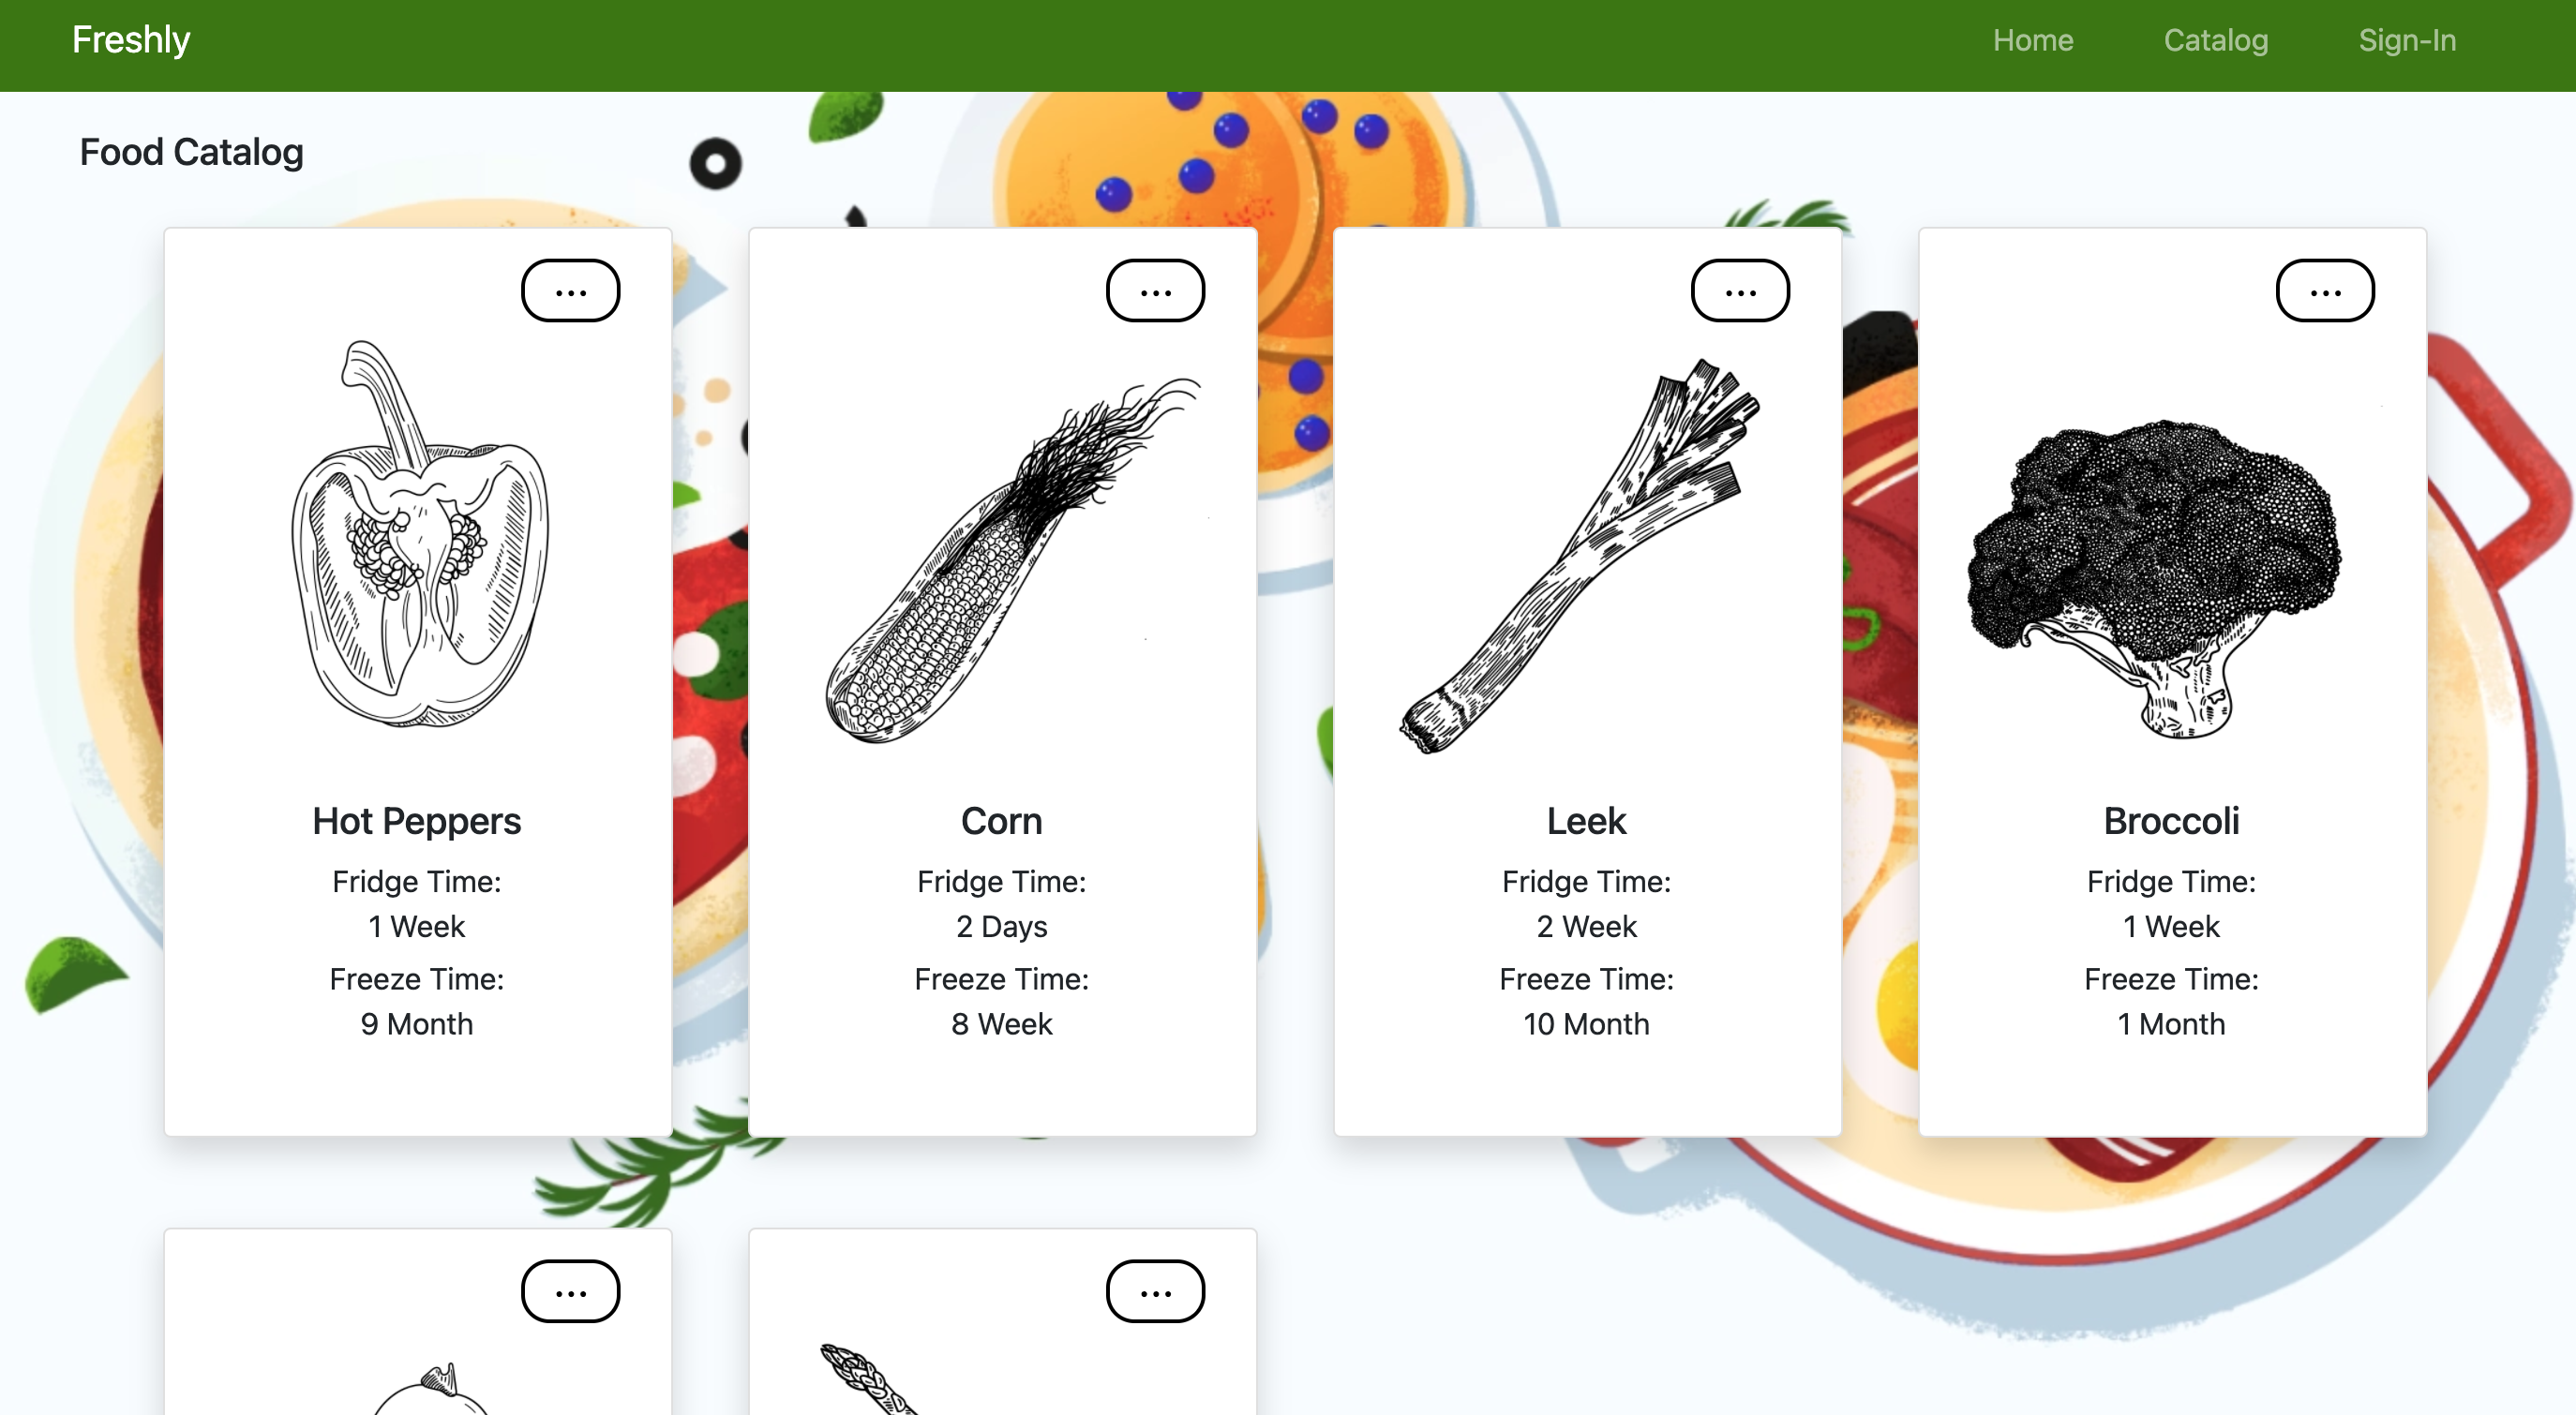 Freshly
Home Catalog Sign-In
Food Catalog
...
...
...
...
Hot Peppers
Fridge Time:
1 Week
Freeze Time:
9 Month
Corn
Fridge Time:
2 Days
Freeze Time:
8 Week
Leek
Fridge Time:
2 Week
Freeze Time:
10 Month
Broccoli
Fridge Time:
1 Week
Freeze Time:
1 Month
...
...